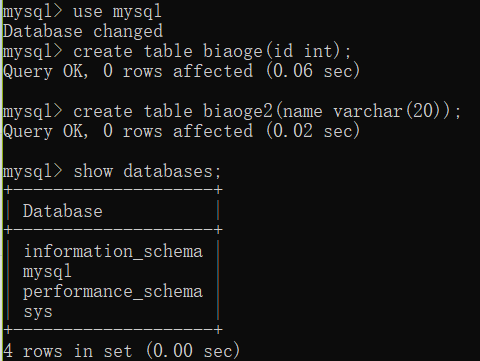 mysql> use mysql
Database changed
mysql> create table biaoge(id int);
Query OK, 0 rows affected (0.06 sec)
mysql> create table biaoge2(name varchar(20));
Query OK, 0 rows affected (0.02 sec)
mysql> show databases;
+--------------------+
| Database           |
+--------------------+
| information_schema |
| mysql              |
| performance_schema |
| sys                |
+--------------------+
4 rows in set (0.00 sec)